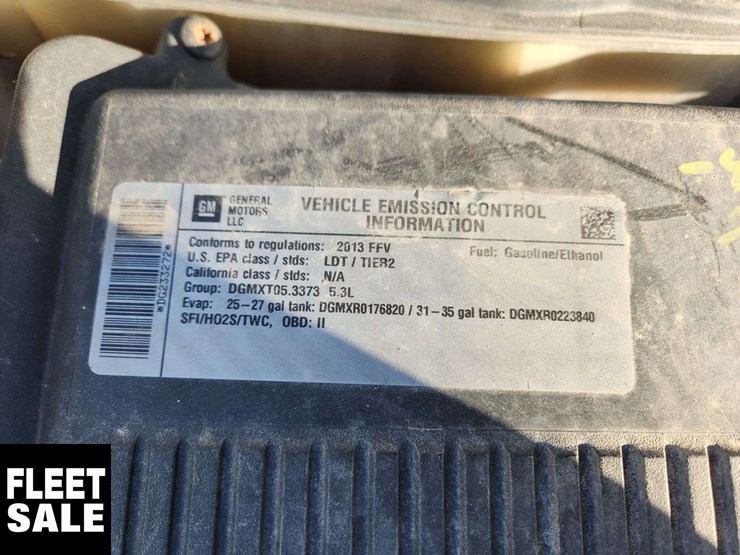 GM
GENERAL
MOTORS
LLC
VEHICLE EMISSION CONTROL
INFORMATION
Conforms to regulations: 2013 FFV
Fuel: Gasoline/Ethanol
U.S. EPA class / stds: LDT / TIER2
California class / stds: N/A
Group: DGMXT05.3373 5.3L
Evap: 25-27 gal tank: DGMXR0176820 / 31-35 gal tank: DGMXR0223840
SFI/HO2S/TWC, OBD: II
*DG233272*
FLEET
SALE